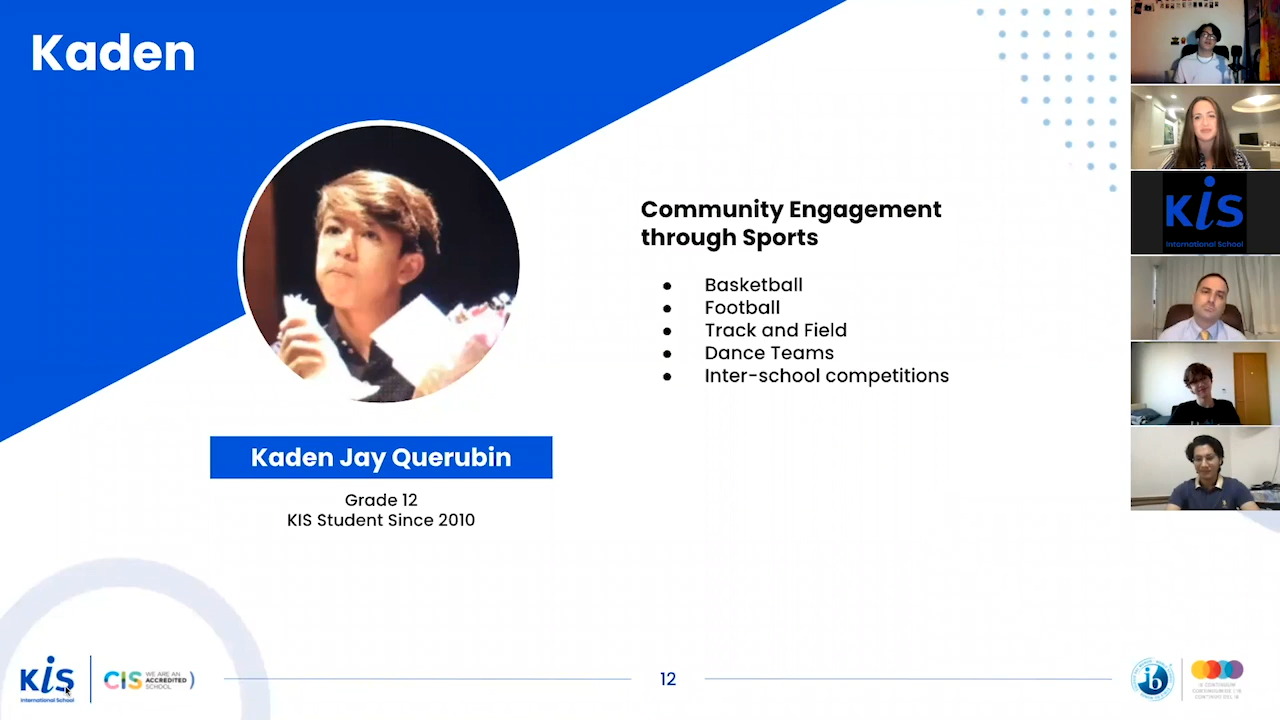 Kaden
Community Engagement
through Sports
● Basketball
● Football
● Track and Field
● Dance Teams
● Inter-school competitions
Kaden Jay Querubin
Grade 12
KIS Student Since 2010
KiS
International School
KiS
International School
CIS
WE ARE AN
ACCREDITED
SCHOOL
12
ib